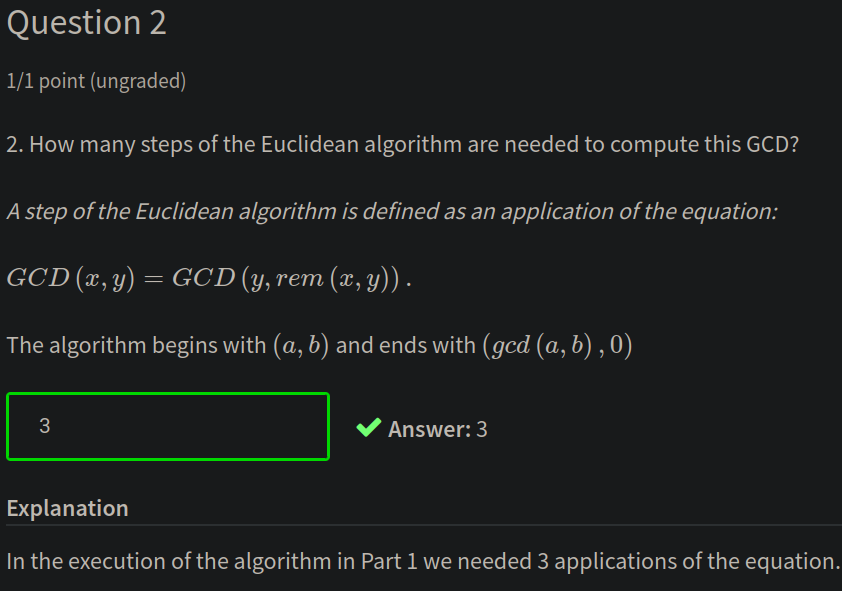 Question 2
1/1 point (ungraded)
2. How many steps of the Euclidean algorithm are needed to compute this GCD?
A step of the Euclidean algorithm is defined as an application of the equation:
GCD (x, y) = GCD (y, rem (x, y)) .
The algorithm begins with (a, b) and ends with (gcd (a, b) , 0)
3
Answer: 3
Explanation
In the execution of the algorithm in Part 1 we needed 3 applications of the equation.